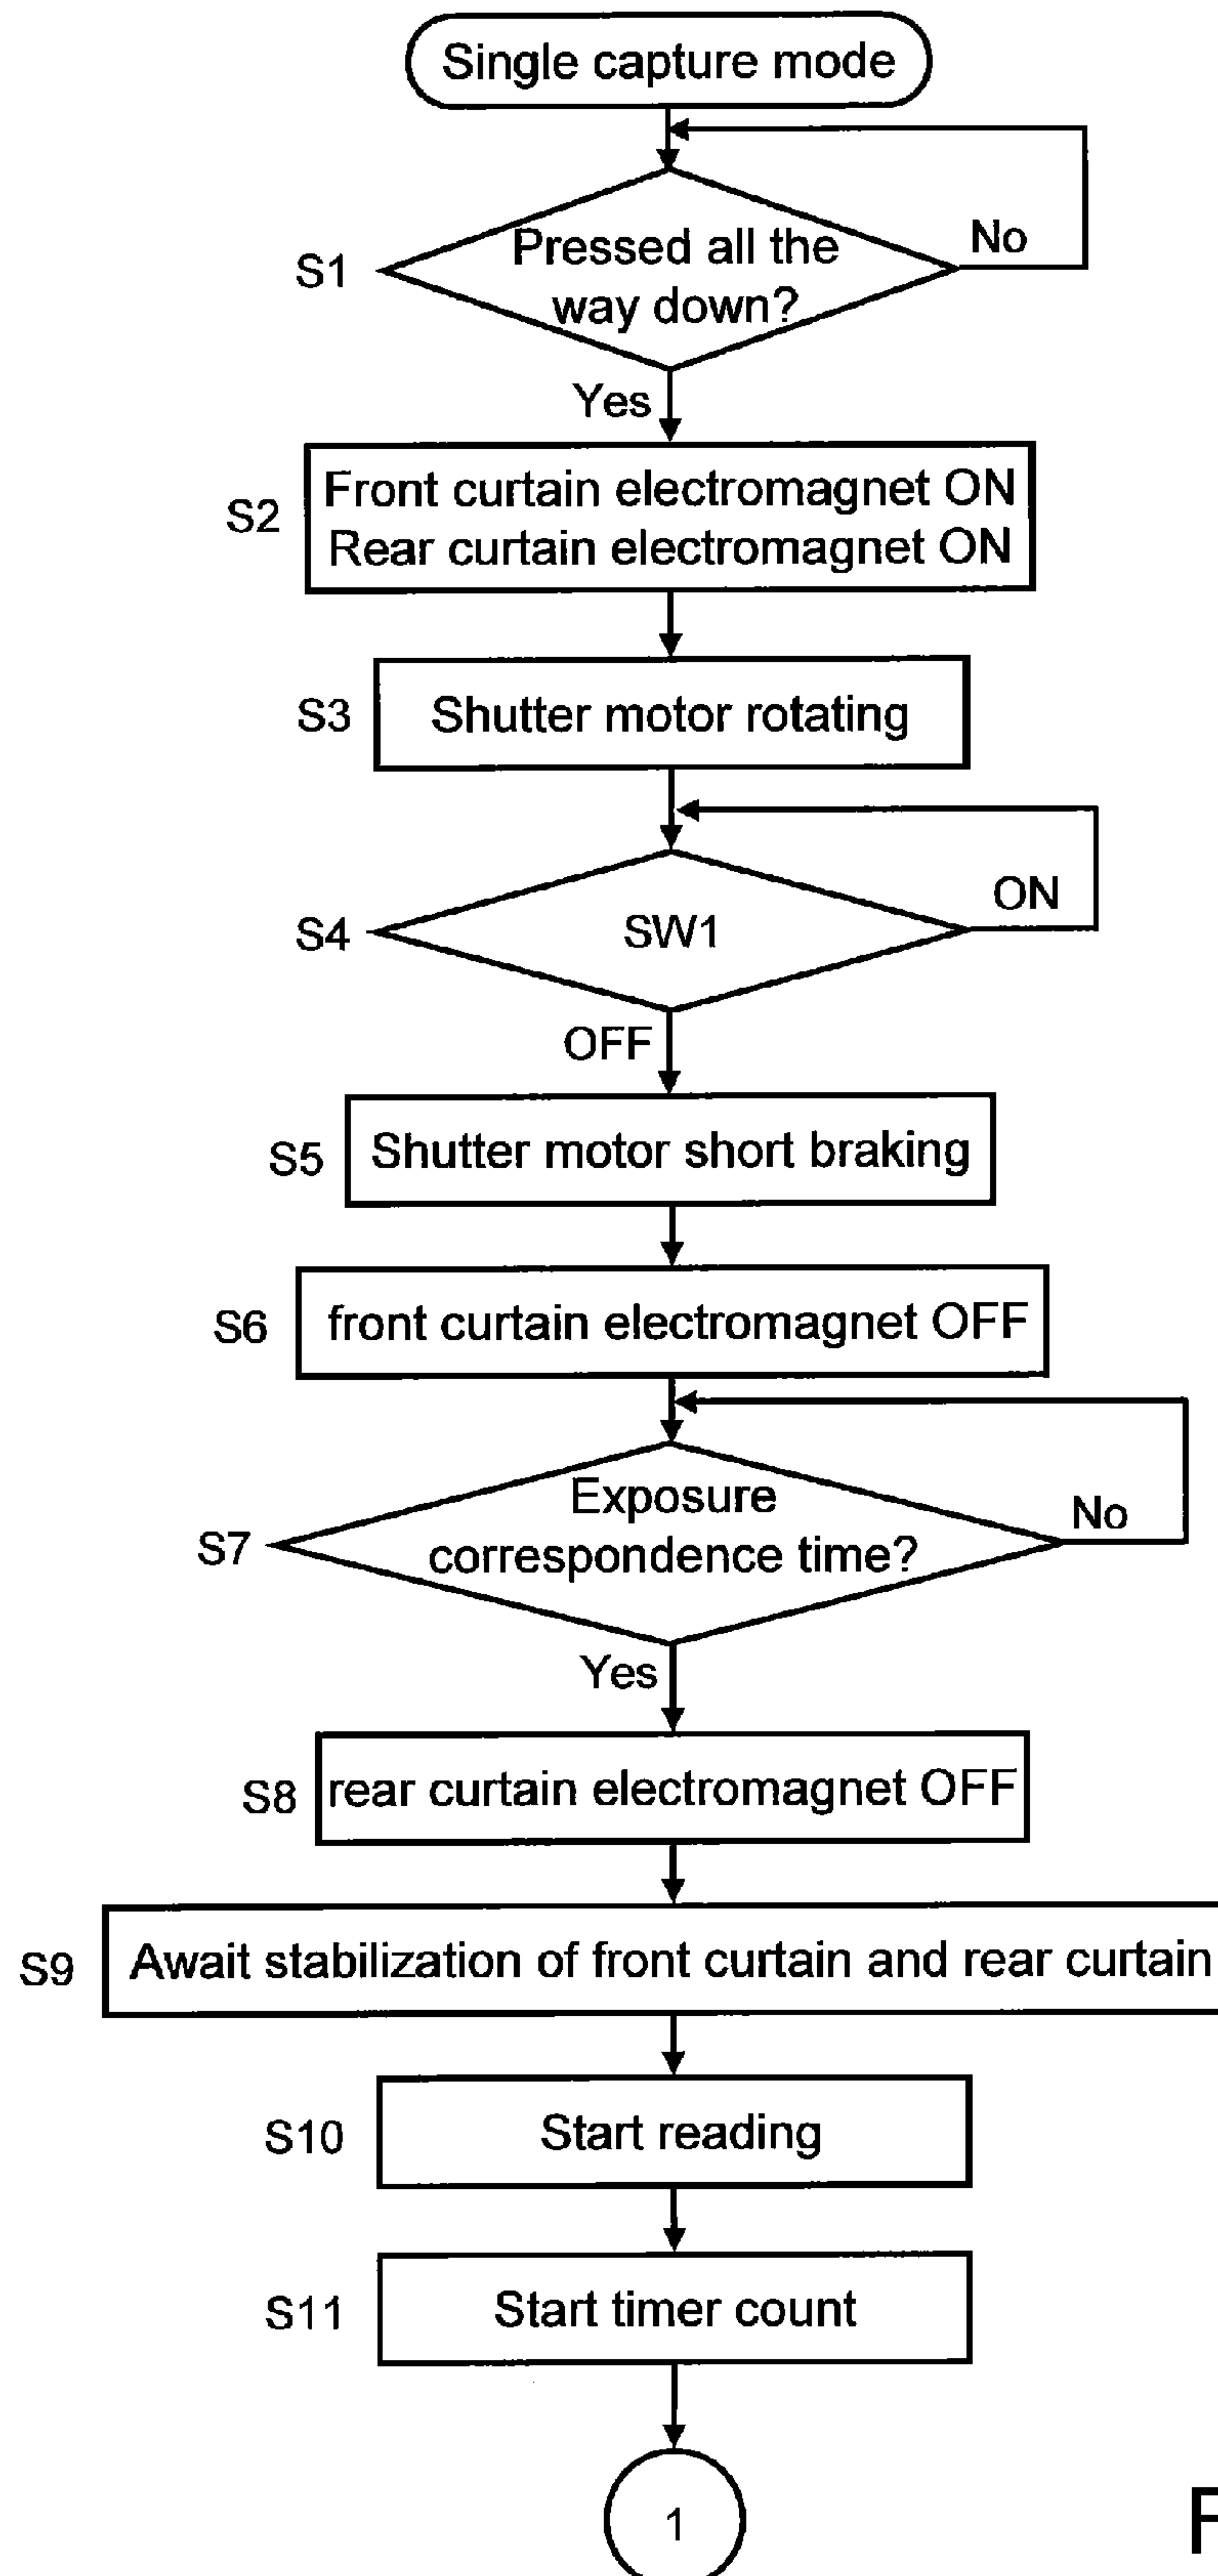 Single capture mode
No
S1
Pressed all the
way down?
Yes
S2
Front curtain electromagnet ON
Rear curtain electromagnet ON
S3
Shutter motor rotating
ON
S4
SW1
OFF
S5
Shutter motor short braking
S6
front curtain electromagnet OFF
S7
Exposure
correspondence time?
No
Yes
S8
rear curtain electromagnet OFF
S9
Await stabilization of front curtain and rear curtain
S10
Start reading
S11
Start timer count
1
F